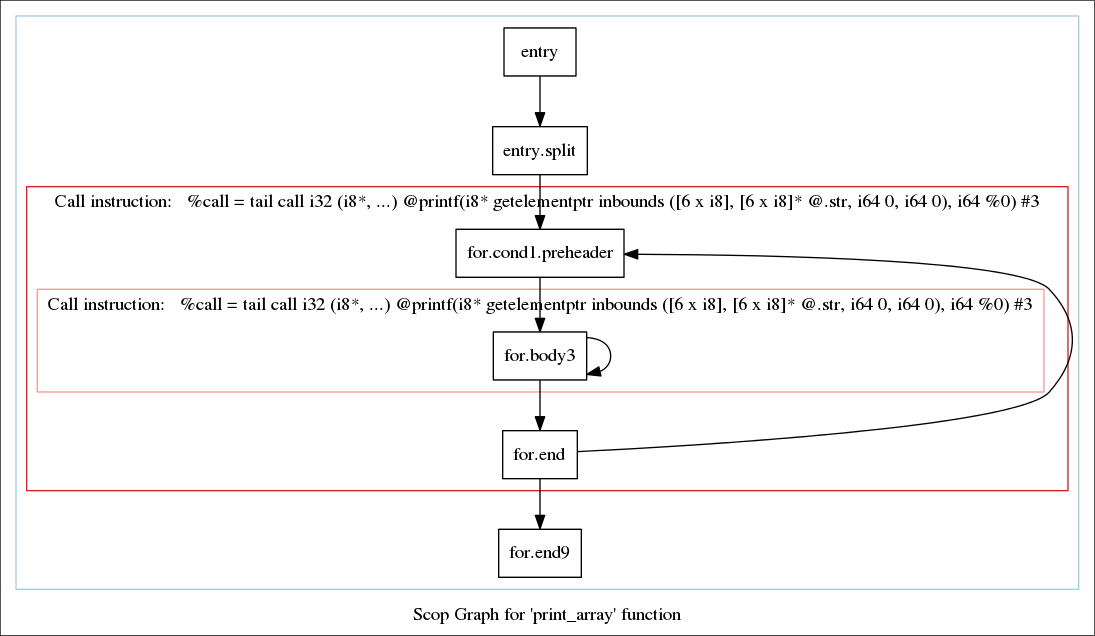 entry
entry.split
Call instruction: %call = tail call i32 (i8*, ...) @printf(i8* getelementptr inbounds ([6 x i8], [6 x i8]* @.str, i64 0, i64 0), i64 %0) #3
for.cond1.preheader
Call instruction: %call = tail call i32 (i8*, ...) @printf(i8* getelementptr inbounds ([6 x i8], [6 x i8]* @.str, i64 0, i64 0), i64 %0) #3
for.body3
for.end
for.end9
Scop Graph for 'print_array' function